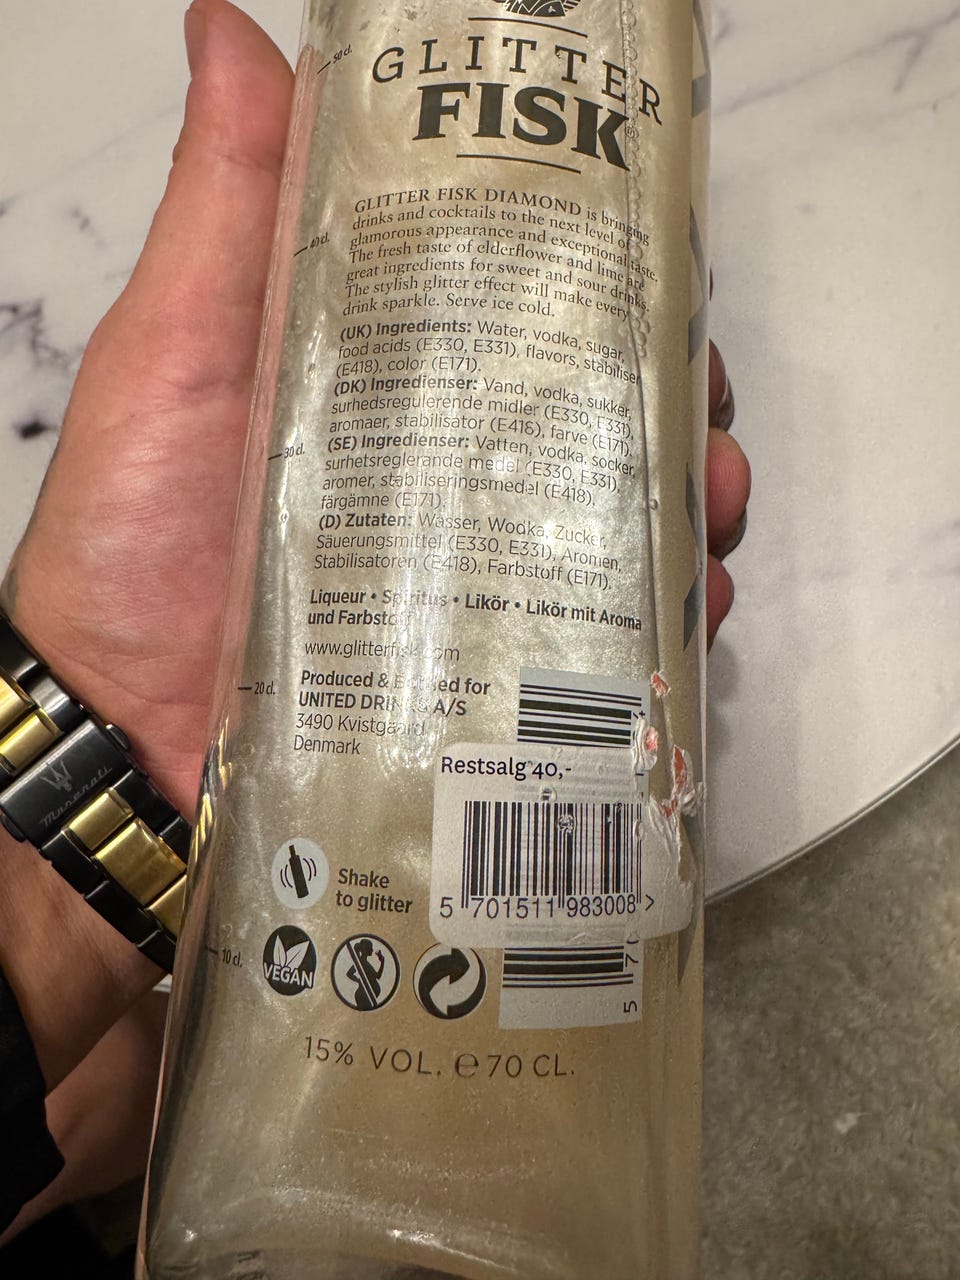 50 cl.
GLITTER
FISK®
GLITTER FISK DIAMOND is bringing
drinks and cocktails to the next level of
glamorous appearance and exceptional taste.
The fresh taste of elderflower and lime are
great ingredients for sweet and sour drinks.
The stylish glitter effect will make every
drink sparkle. Serve ice cold.
40 cl.
(UK) Ingredients: Water, vodka, sugar,
food acids (E330, E331), flavors, stabiliser
(E418), color (E171).
(DK) Ingredienser: Vand, vodka, sukker,
surhedsregulerende midler (E330, E331),
aromaer, stabilisator (E416), farve (E171).
30 cl.
(SE) Ingredienser: Vatten, vodka, socker,
surhetsreglerande medel (E330, E331),
aromer, stabiliseringsmedel (E418),
färgämne (E171).
(D) Zutaten: Wasser, Wodka, Zucker,
Säuerungsmittel (E330, E331), Aromen,
Stabilisatoren (E418), Farbstoff (E171).
Liqueur • Spiritus • Likör • Likör mit Aroma
und Farbstoff
www.glitterfisk.com
20 cl.
Produced & Bottled for
UNITED DRINKS A/S
3490 Kvistgaard
Denmark
Restsalg 40,-
5 701511 983008 >
Maserati
Shake
to glitter
10 cl.
VEGAN
5 7
15% VOL. ℮ 70 CL.